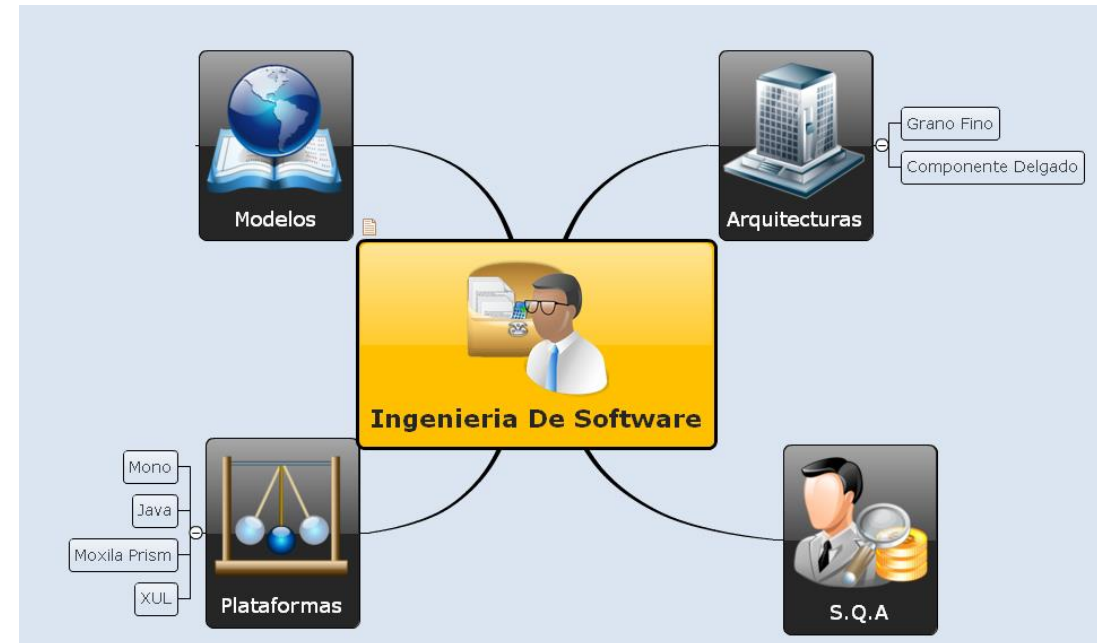 Modelos
Arquitecturas
Grano Fino
Componente Delgado
Ingenieria De Software
Mono
Java
Moxila Prism
XUL
Plataformas
S.Q.A